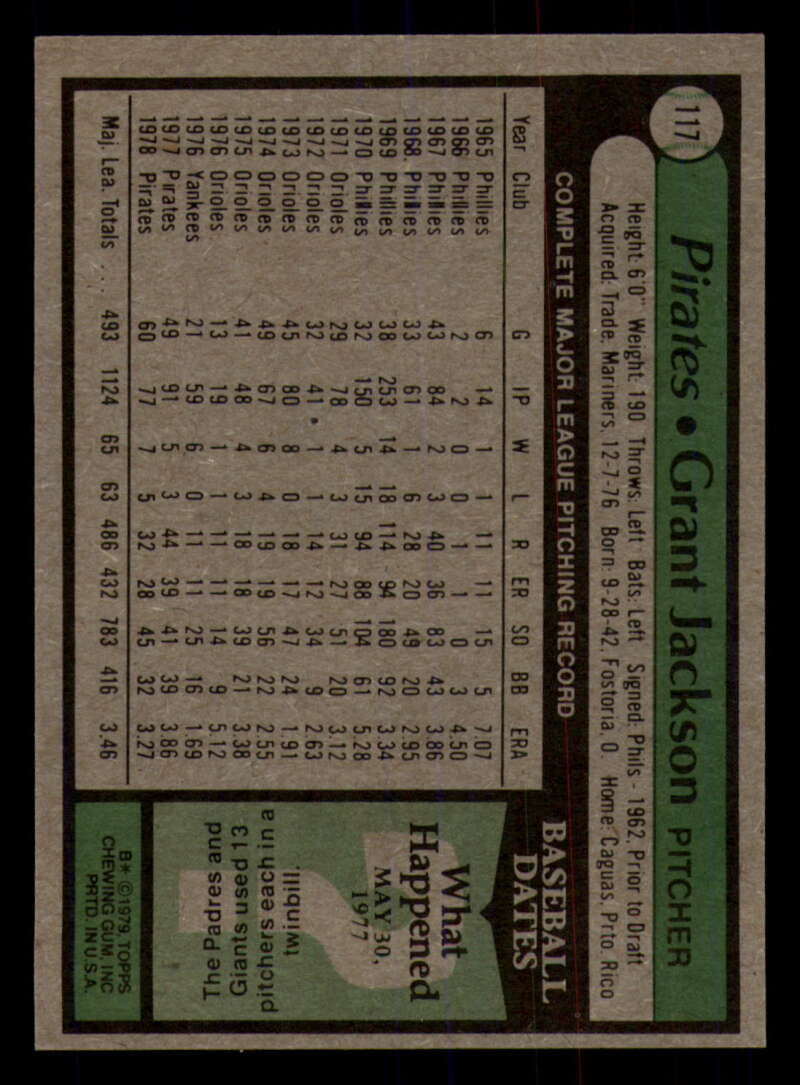 117
Pirates • Grant Jackson PITCHER
Height: 6'0" Weight: 190 Throws: Left Bats: Left Signed: Phils - 1962, Prior to Draft
Acquired: Trade, Mariners, 12-7-76 Born: 9-28-42, Fostoria, O. Home: Caguas, Prto. Rico
COMPLETE MAJOR LEAGUE PITCHING RECORD
Year Club G IP W L R ER SO BB ERA
1965 Phillies 6 14 1 1 11 11 15 5 7.07
1966 Phillies 2 2 0 0 1 1 0 3 4.50
1967 Phillies 43 84 2 3 40 36 83 43 3.86
1968 Phillies 33 61 1 6 28 20 49 20 2.95
1969 Phillies 38 253 14 18 114 94 180 92 3.34
1970 Phillies 32 150 5 15 94 88 104 61 5.28
1971 Orioles 29 78 4 3 31 27 51 20 3.12
1972 Orioles 32 41 1 1 14 12 34 9 2.63
1973 Orioles 45 80 8 0 18 17 47 24 1.91
1974 Orioles 49 67 6 4 19 19 56 22 2.55
1975 Orioles 41 48 4 3 18 18 39 21 3.38
1976 Orioles 13 19 1 1 11 11 14 9 5.12
1976 Yankees 21 59 6 0 11 11 25 16 1.69
1977 Pirates 49 91 5 3 44 39 41 39 3.86
1978 Pirates 60 77 7 5 32 28 45 32 3.27
Maj. Lea. Totals ... 493 1124 65 63 486 432 783 416 3.46
BASEBALL
DATES
What
Happened
MAY 30,
1977
The Padres and
Giants used 13
pitchers each in a
twinbill.
B* ©1979, TOPPS
CHEWING GUM, INC
PRTD. IN U.S.A.